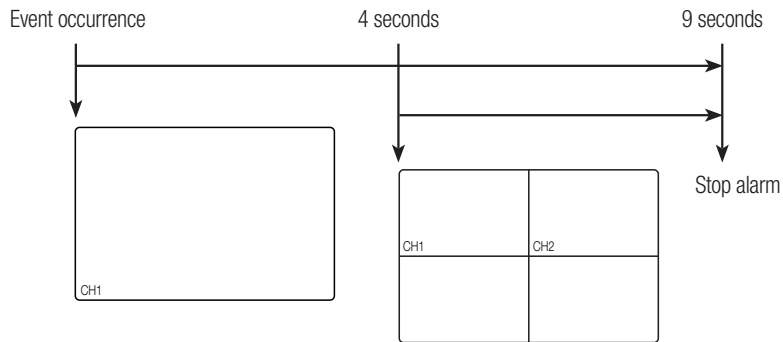 Event occurrence
4 seconds
9 seconds
Stop alarm
CH1
CH2
CH1